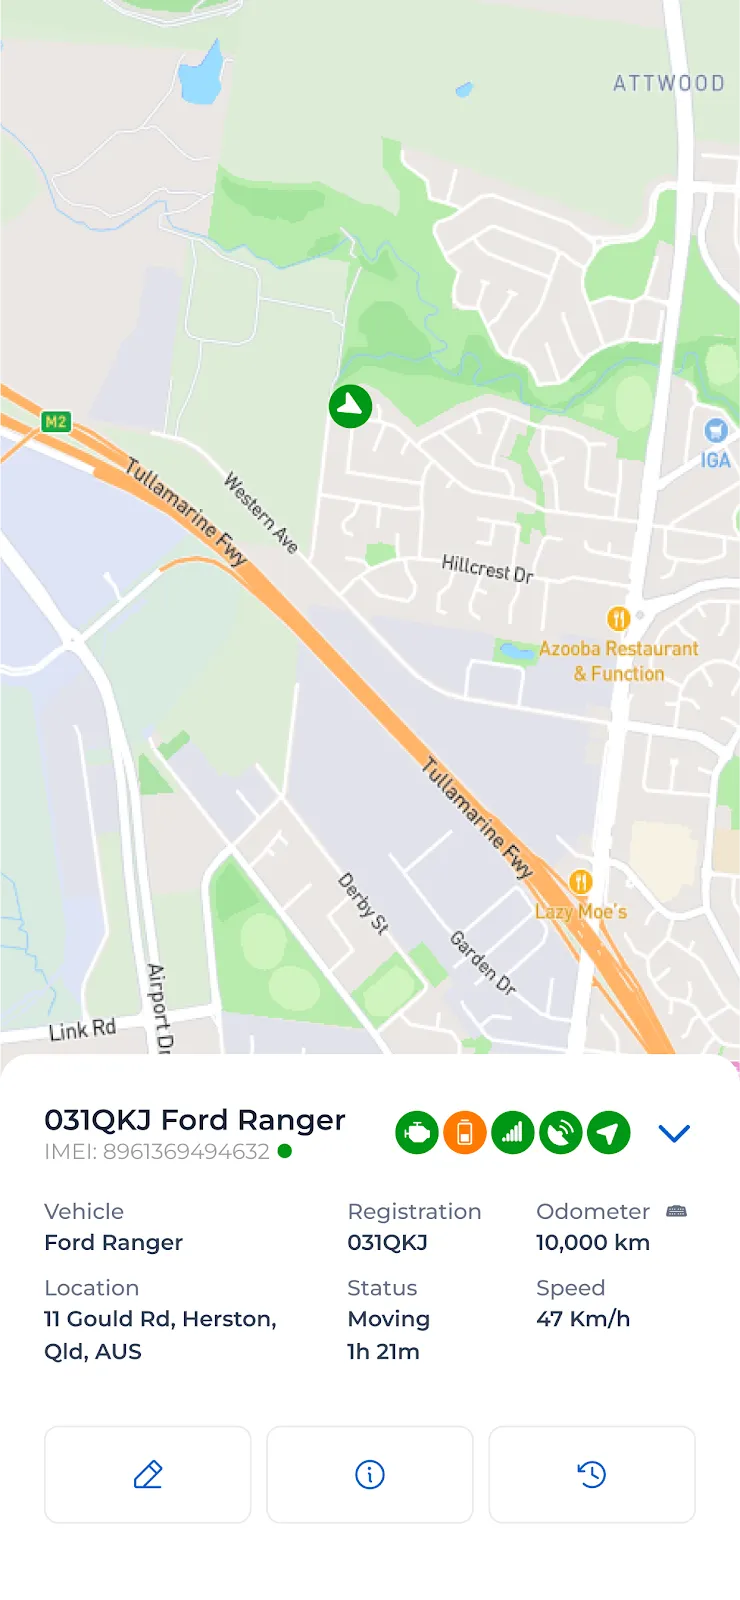 ATTWOOD
M2
IGA
Tullamarine Fwy
Western Ave
Hillcrest Dr
Azooba Restaurant
& Function
Tullamarine Fwy
Lazy Moe's
Derby St
Garden Dr
Airport Dr
Link Rd
031QKJ Ford Ranger
IMEI: 8961369494632
Vehicle Registration Odometer
Ford Ranger 031QKJ 10,000 km
Location Status Speed
11 Gould Rd, Herston, Moving 47 Km/h
Qld, AUS 1h 21m